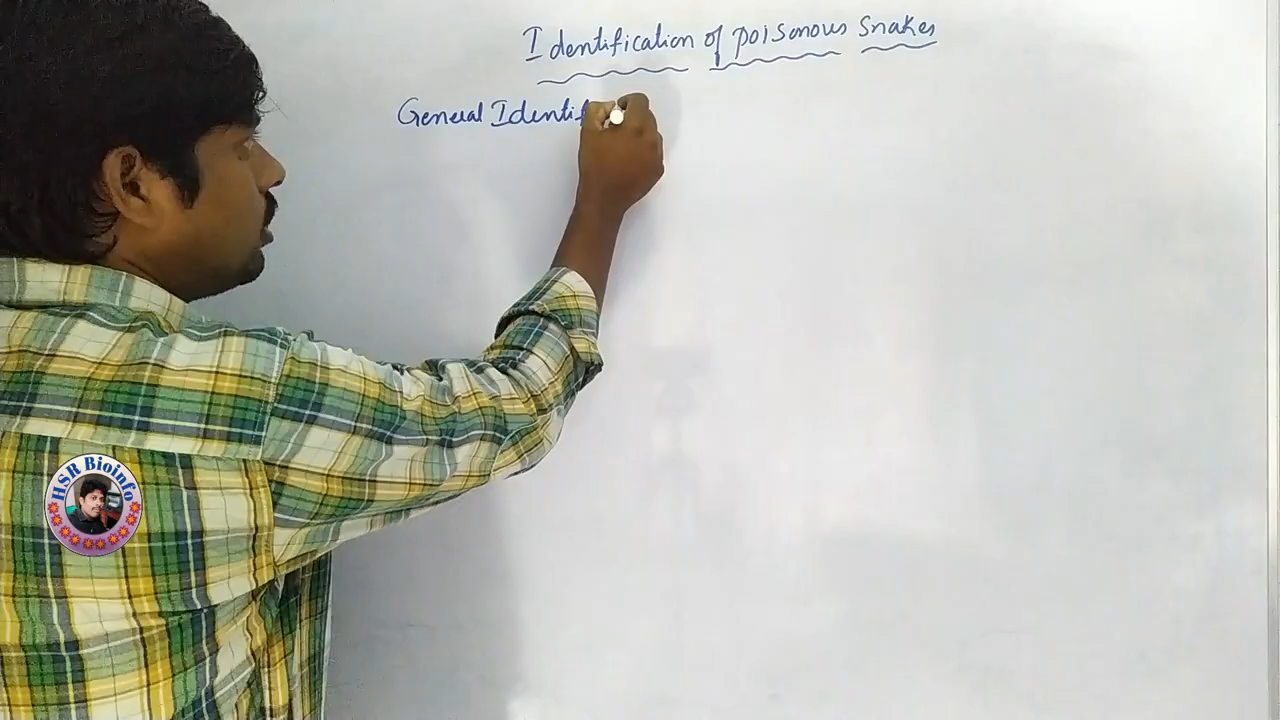 Identification of poisonous snakes
General Identif
HSR Bioinfo